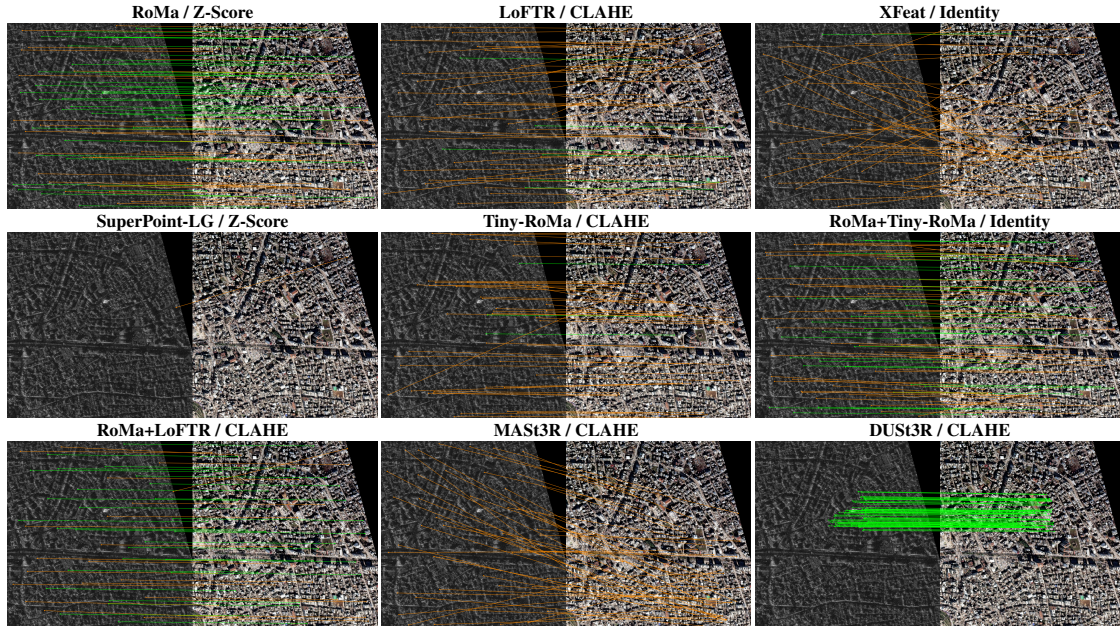 RoMa / Z-Score
LoFTR / CLAHE
XFeat / Identity
SuperPoint-LG / Z-Score
Tiny-RoMa / CLAHE
RoMa+Tiny-RoMa / Identity
RoMa+LoFTR / CLAHE
MASt3R / CLAHE
DUSt3R / CLAHE